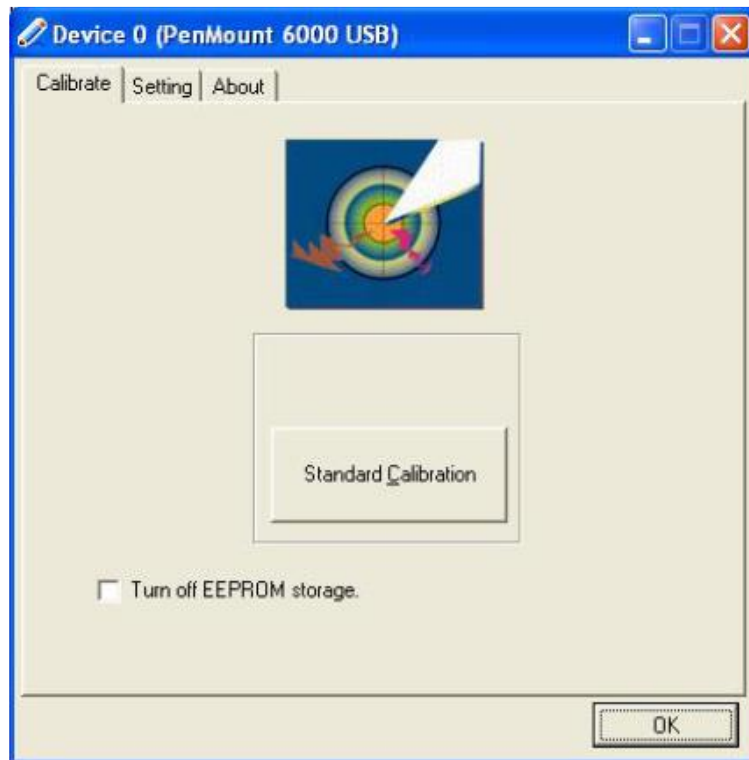 Device 0 (PenMount 6000 USB)
Calibrate Setting About
Standard Calibration
Turn off EEPROM storage.
OK